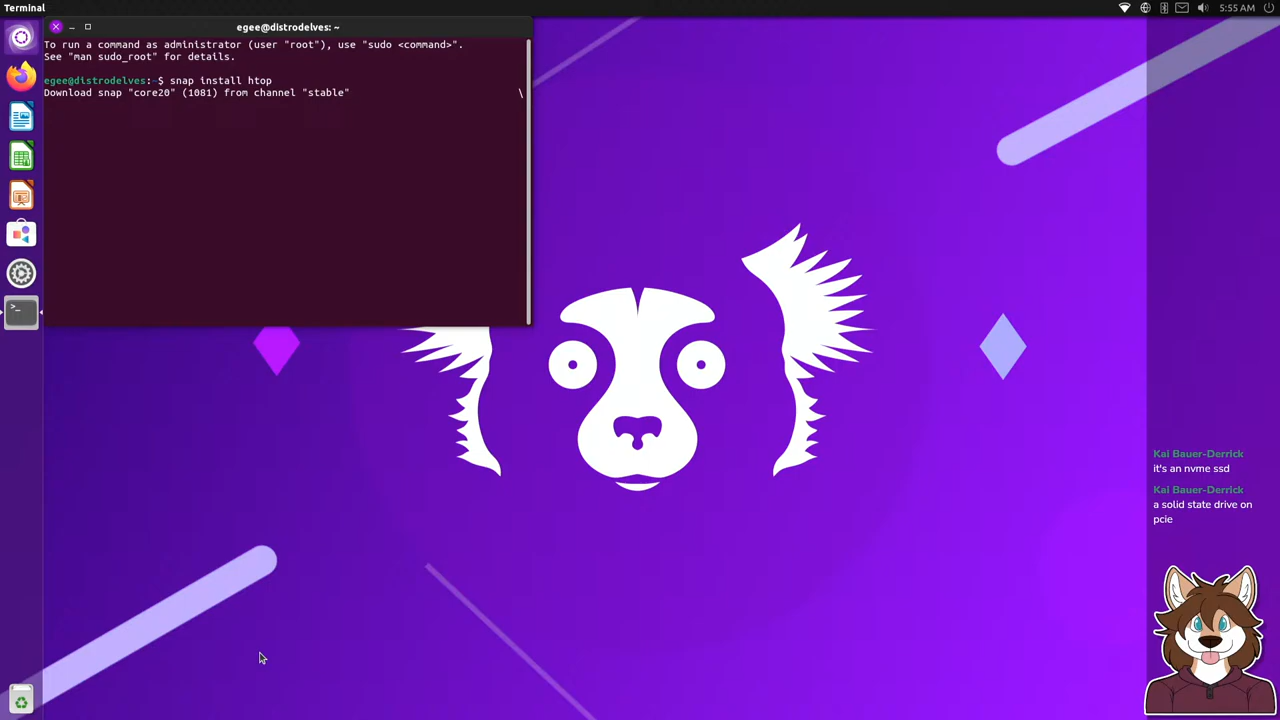 Terminal
5:55 AM
egee@distrodelves: ~
To run a command as administrator (user "root"), use "sudo <command>".
See "man sudo_root" for details.
egee@distrodelves:~$ snap install htop
Download snap "core20" (1081) from channel "stable" \
>_
Kai Bauer-Derrick
it's an nvme ssd
Kai Bauer-Derrick
a solid state drive on
pcie